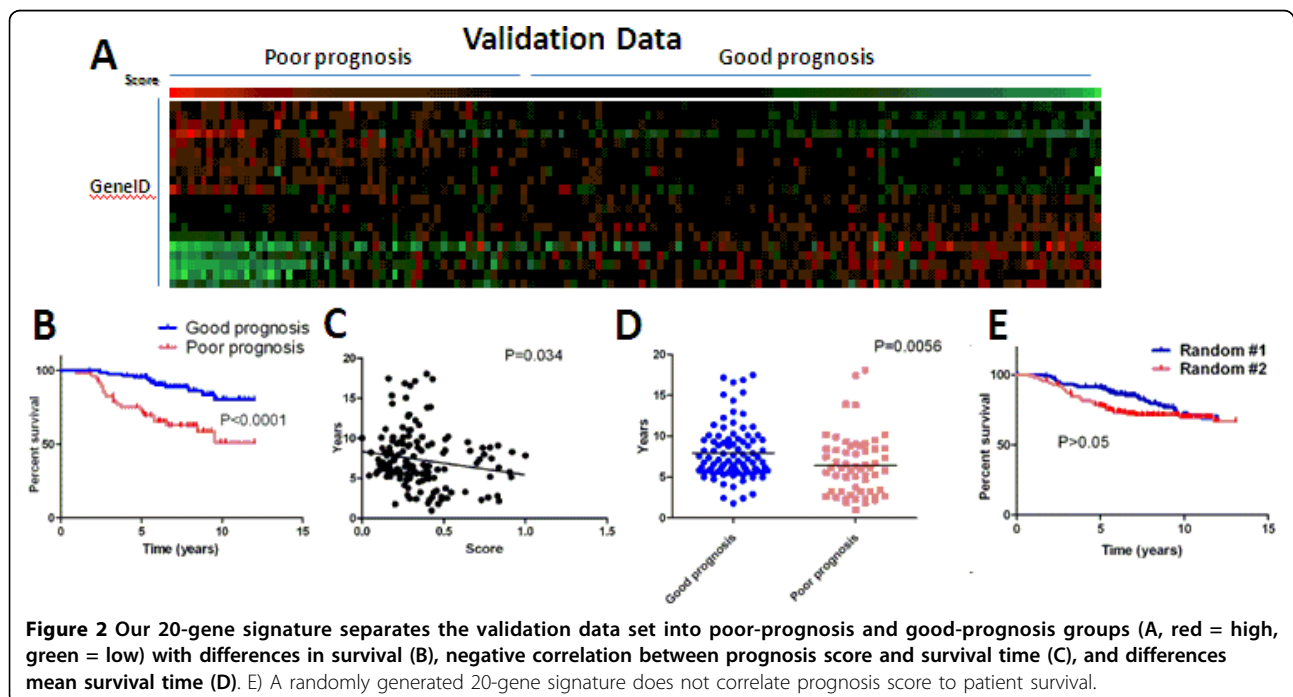 A
Validation Data
Poor prognosis
Good prognosis
Score
GeneID
B
Good prognosis
Poor prognosis
Percent survival
100
50
0
P<0.0001
0 5 10 15
Time (years)
C
P=0.034
Years
20
15
10
5
0
0.0 0.5 1.0 1.5
Score
D
P=0.0056
Years
20
15
10
5
0
Good prognosis
Poor prognosis
E
Random #1
Random #2
Percent survival
100
50
0
P>0.05
0 5 10 15
Time (years)
Figure 2 Our 20-gene signature separates the validation data set into poor-prognosis and good-prognosis groups (A, red = high,
green = low) with differences in survival (B), negative correlation between prognosis score and survival time (C), and differences
mean survival time (D). E) A randomly generated 20-gene signature does not correlate prognosis score to patient survival.